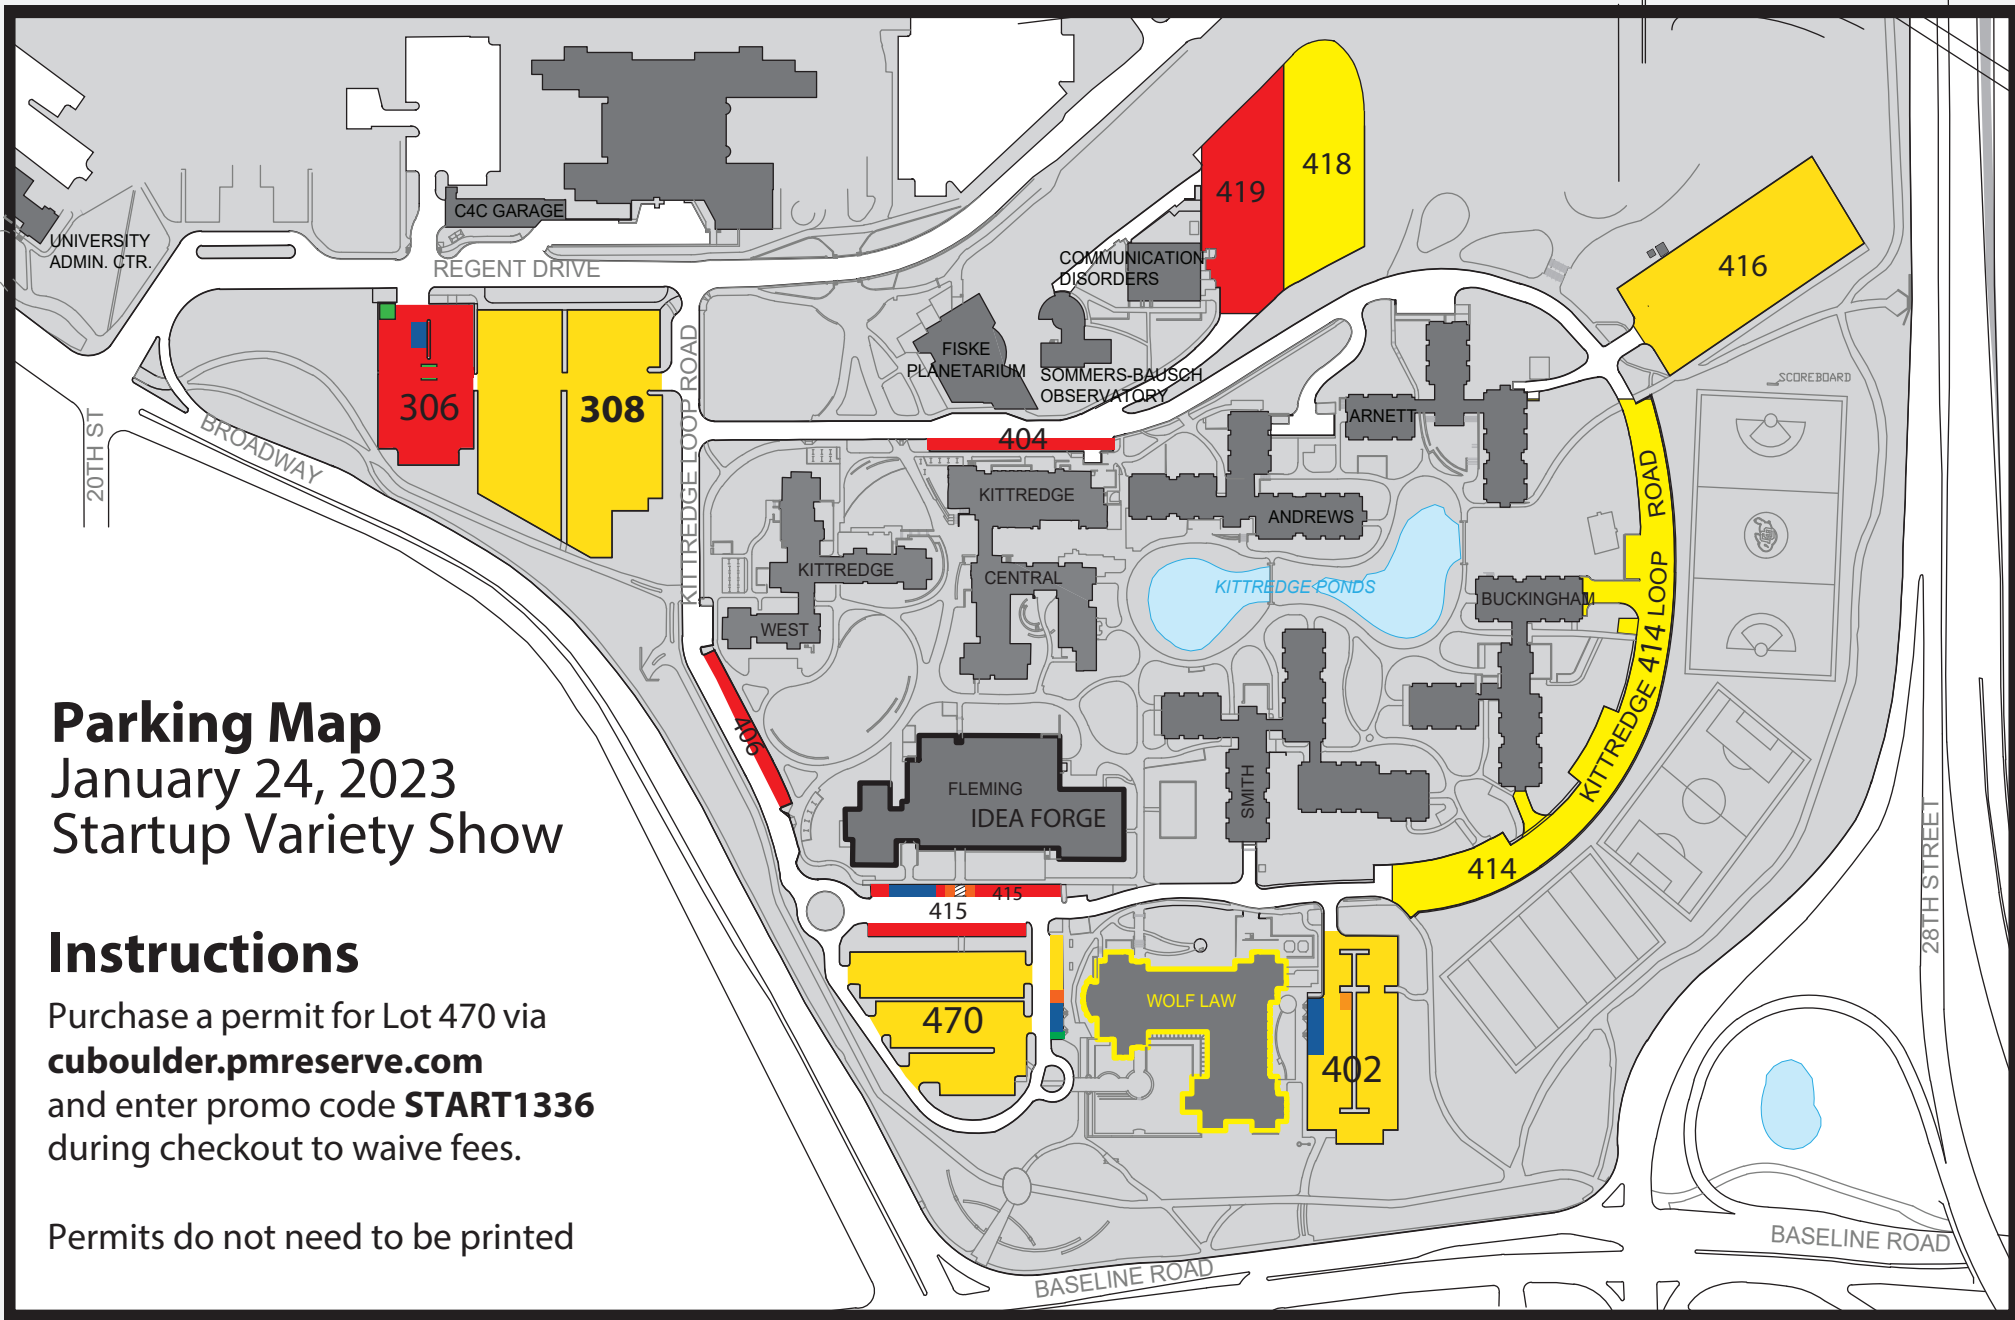 C4C GARAGE
UNIVERSITY
ADMIN. CTR.
REGENT DRIVE
419
418
416
COMMUNICATION
DISORDERS
FISKE
PLANETARIUM
SOMMERS-BAUSCH
OBSERVATORY
306
308
404
KITTREDGE LOOP ROAD
20TH ST
BROADWAY
ARNETT
SCOREBOARD
KITTREDGE
ANDREWS
KITTREDGE
CENTRAL
KITTREDGE PONDS
BUCKINGHAM
WEST
KITTREDGE 414 LOOP ROAD
406
FLEMING
IDEA FORGE
SMITH
414
415
415
470
WOLF LAW
402
28TH STREET
BASELINE ROAD
BASELINE ROAD
Parking Map
January 24, 2023
Startup Variety Show
Instructions
Purchase a permit for Lot 470 via
cuboulder.pmreserve.com
and enter promo code START1336
during checkout to waive fees.
Permits do not need to be printed